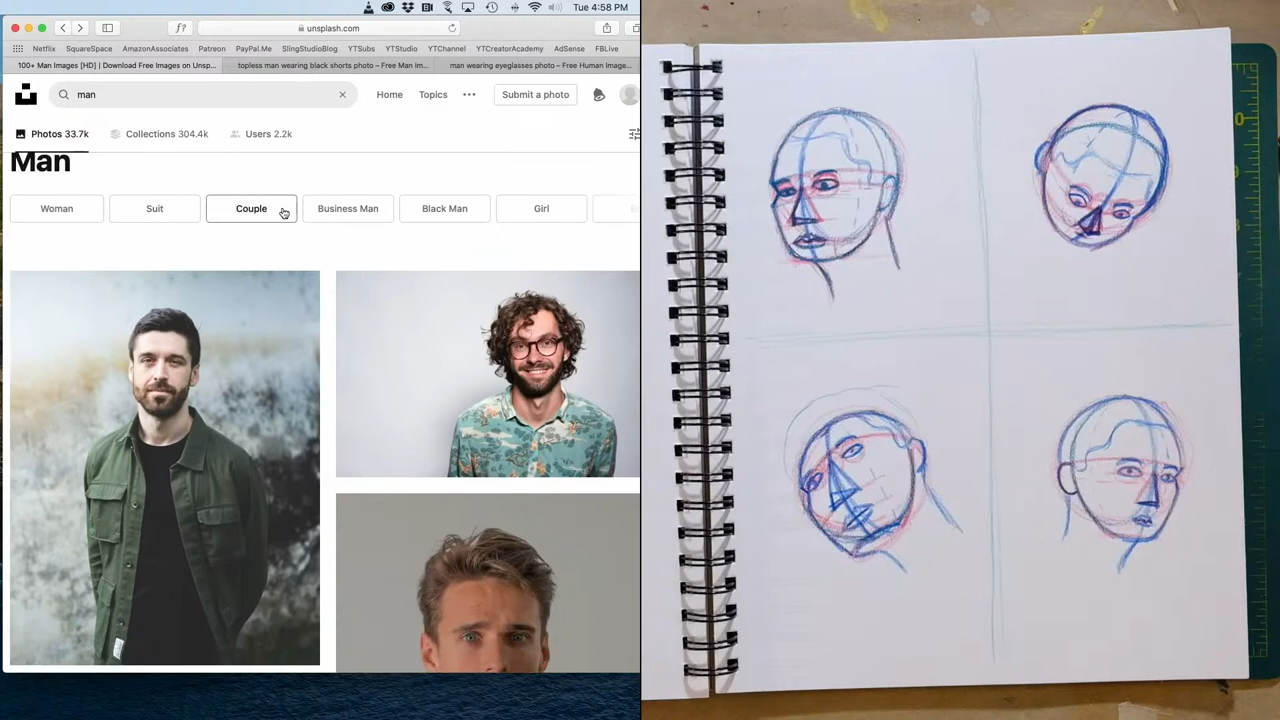 Tue 4:58 PM
unsplash.com
Netflix SquareSpace AmazonAssociates Patreon PayPal.Me SlingStudioBlog YTSubs YTStudio YTChannel YTCreatorAcademy AdSense FBLive
100+ Man Images [HD] | Download Free Images on Unsp... topless man wearing black shorts photo – Free Man Im... man wearing eyeglasses photo – Free Human Image...
man Home Topics ••• Submit a photo
Photos 33.7k Collections 304.4k Users 2.2k
Man
Woman Suit Couple Business Man Black Man Girl